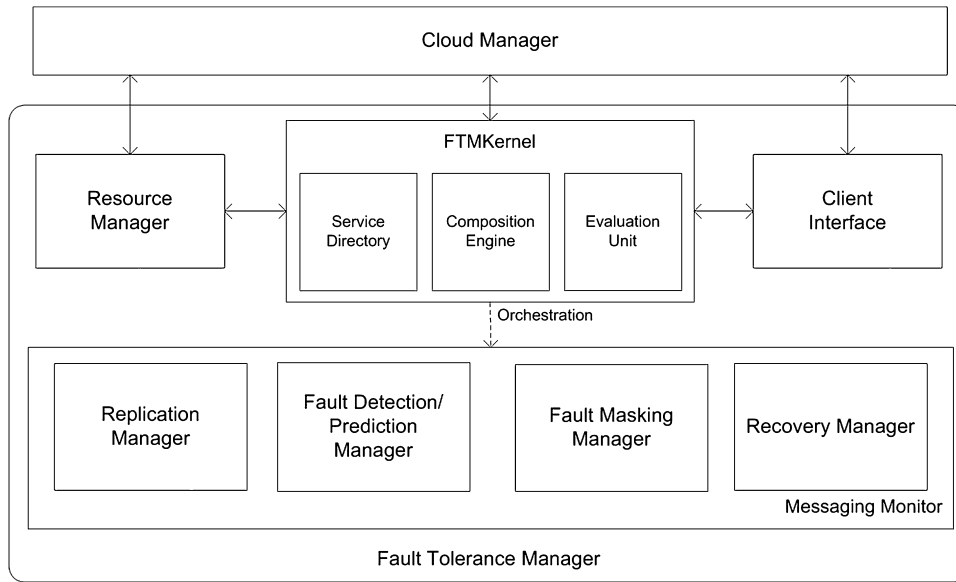 Cloud Manager
FTMKernel
Resource
Manager
Service
Directory
Composition
Engine
Evaluation
Unit
Client
Interface
Orchestration
Replication
Manager
Fault Detection/
Prediction
Manager
Fault Masking
Manager
Recovery Manager
Messaging Monitor
Fault Tolerance Manager